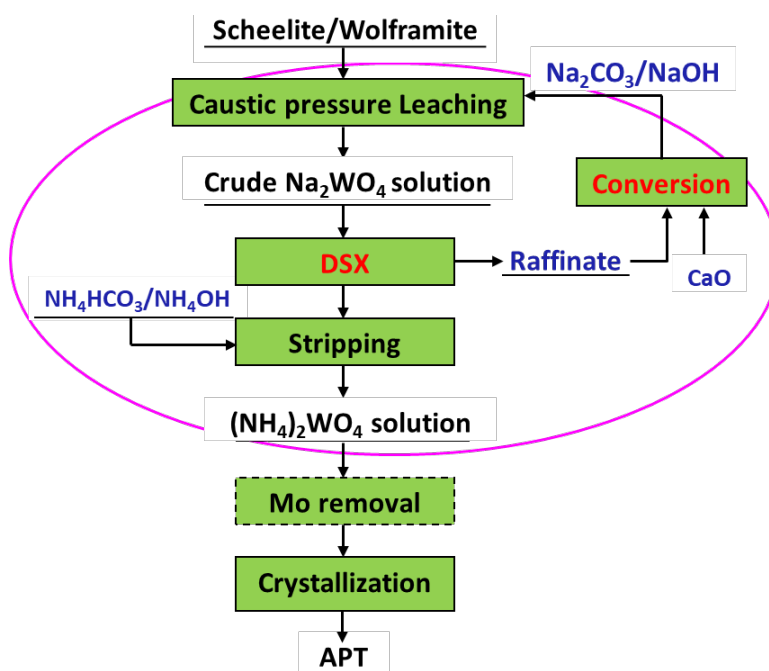 Scheelite/Wolframite
Na₂CO₃/NaOH
Caustic pressure Leaching
Crude Na₂WO₄ solution
Conversion
DSX
Raffinate
CaO
NH₄HCO₃/NH₄OH
Stripping
(NH₄)₂WO₄ solution
Mo removal
Crystallization
APT